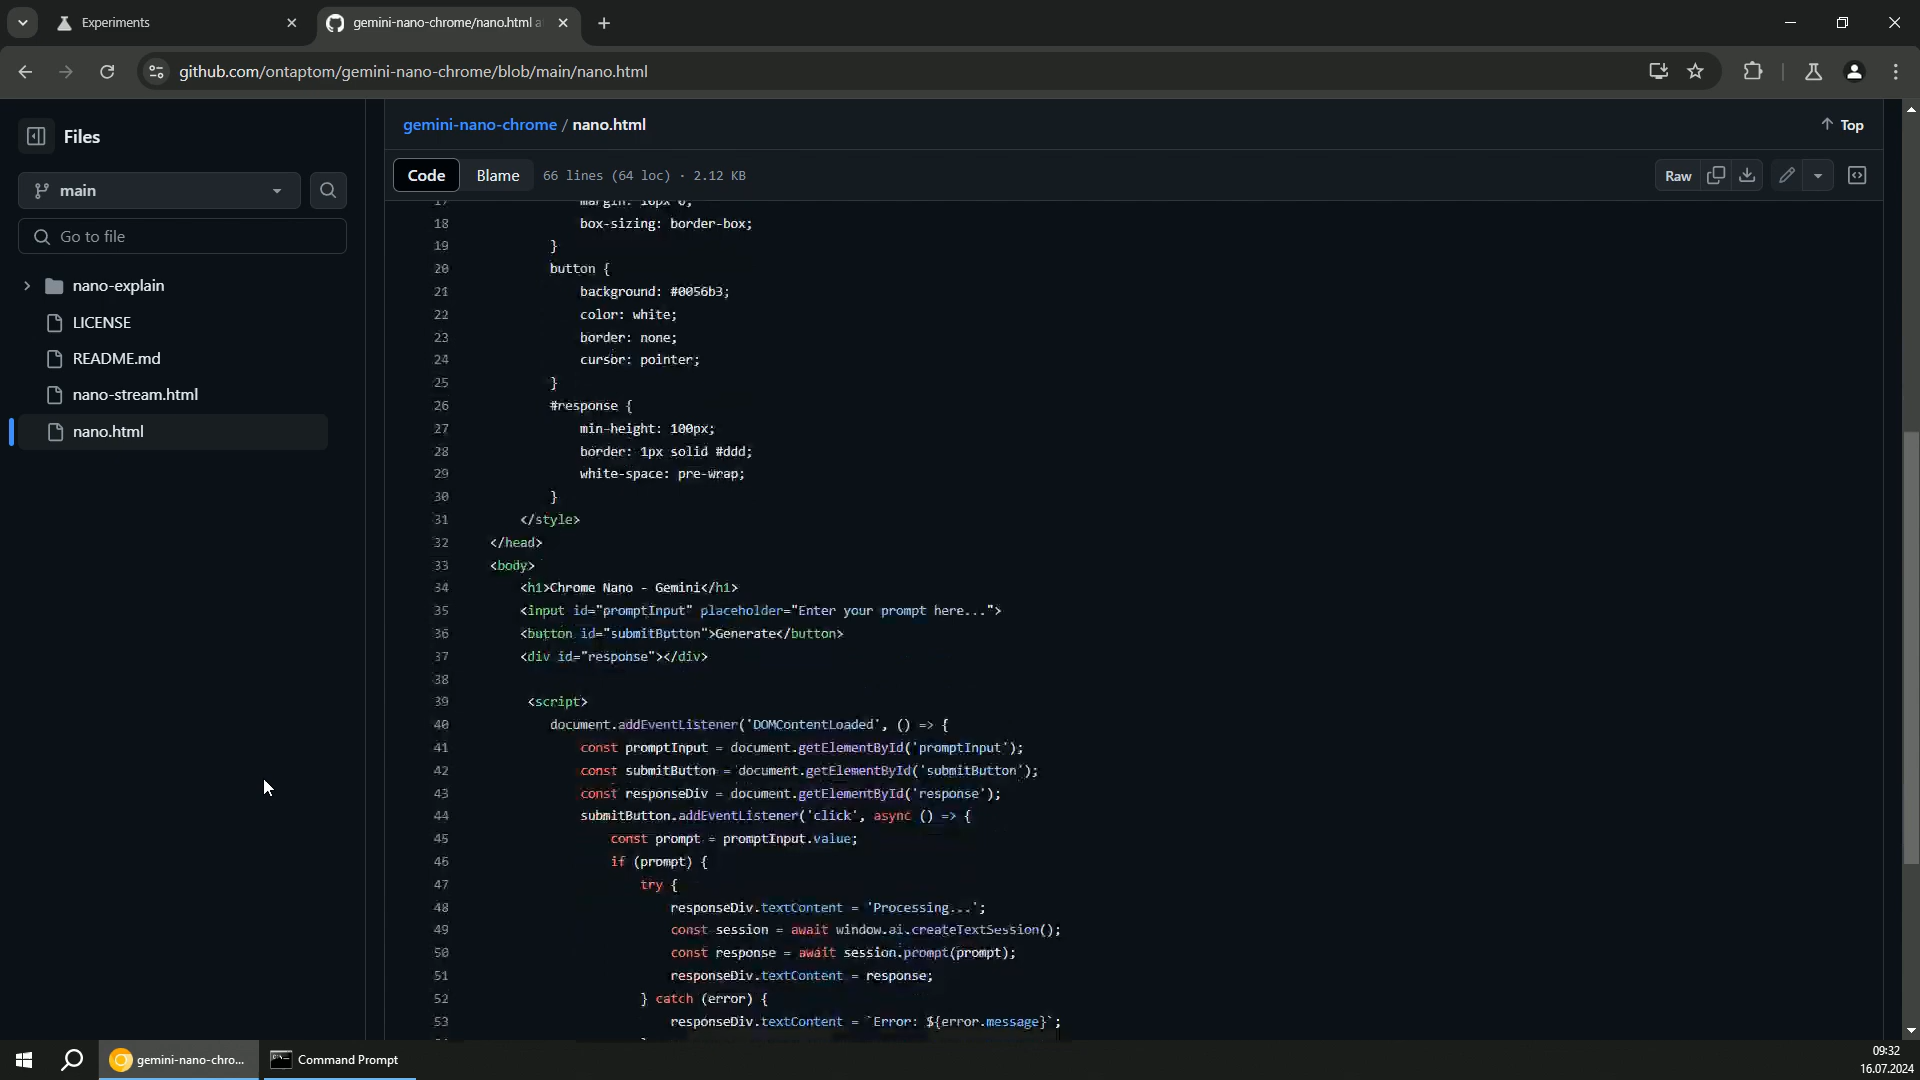 Experiments
gemini-nano-chrome/nano.html a
github.com/ontaptom/gemini-nano-chrome/blob/main/nano.html
Files
main
Go to file
nano-explain
LICENSE
README.md
nano-stream.html
nano.html
gemini-nano-chrome / nano.html
Top
Code Blame 66 lines (64 loc) · 2.12 KB
Raw
17 margin: 16px 0;
18 box-sizing: border-box;
19 }
20 button {
21 background: #0056b3;
22 color: white;
23 border: none;
24 cursor: pointer;
25 }
26 #response {
27 min-height: 100px;
28 border: 1px solid #ddd;
29 white-space: pre-wrap;
30 }
31 </style>
32 </head>
33 <body>
34 <h1>Chrome Nano - Gemini</h1>
35 <input id="promptInput" placeholder="Enter your prompt here...">
36 <button id="submitButton">Generate</button>
37 <div id="response"></div>
38
39 <script>
40 document.addEventListener('DOMContentLoaded', () => {
41 const promptInput = document.getElementById('promptInput');
42 const submitButton = document.getElementById('submitButton');
43 const responseDiv = document.getElementById('response');
44 submitButton.addEventListener('click', async () => {
45 const prompt = promptInput.value;
46 if (prompt) {
47 try {
48 responseDiv.textContent = 'Processing...';
49 const session = await window.ai.createTextSession();
50 const response = await session.prompt(prompt);
51 responseDiv.textContent = response;
52 } catch (error) {
53 responseDiv.textContent = `Error: ${error.message}`;
gemini-nano-chro...
Command Prompt
09:32
16.07.2024